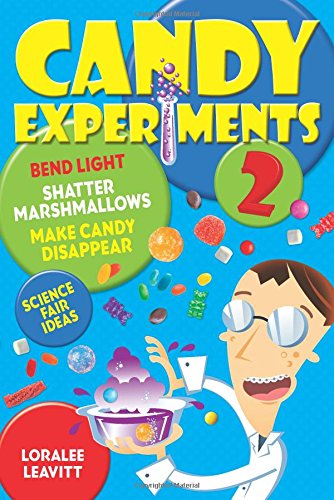 CANDY
EXPERIMENTS
2
BEND LIGHT
SHATTER
MARSHMALLOWS
MAKE CANDY
DISAPPEAR
SCIENCE
FAIR
IDEAS
LORALEE
LEAVITT